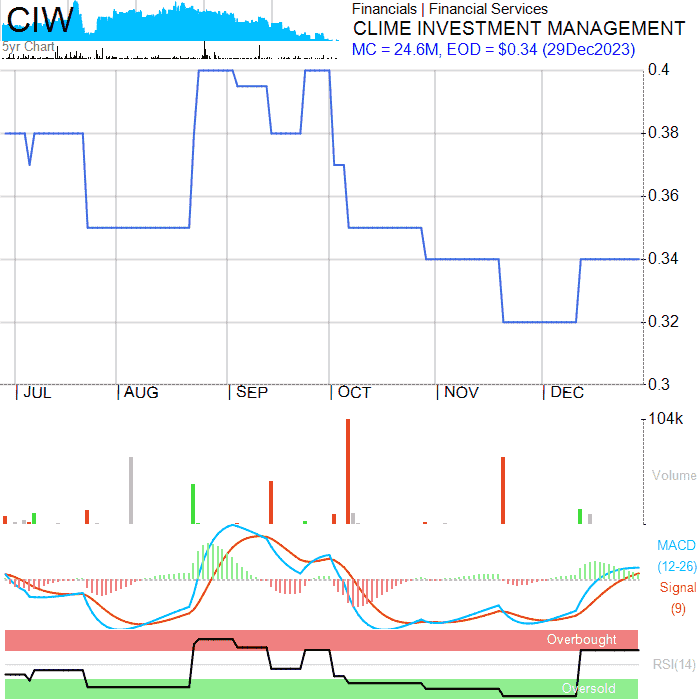 CIW
5yr Chart
Financials | Financial Services
CLIME INVESTMENT MANAGEMENT
MC = 24.6M, EOD = $0.34 (29Dec2023)
0.4
0.38
0.36
0.34
0.32
0.3
| JUL | AUG | SEP | OCT | NOV | DEC
104k
Volume
MACD
(12-26)
Signal
(9)
Overbought
RSI(14)
Oversold